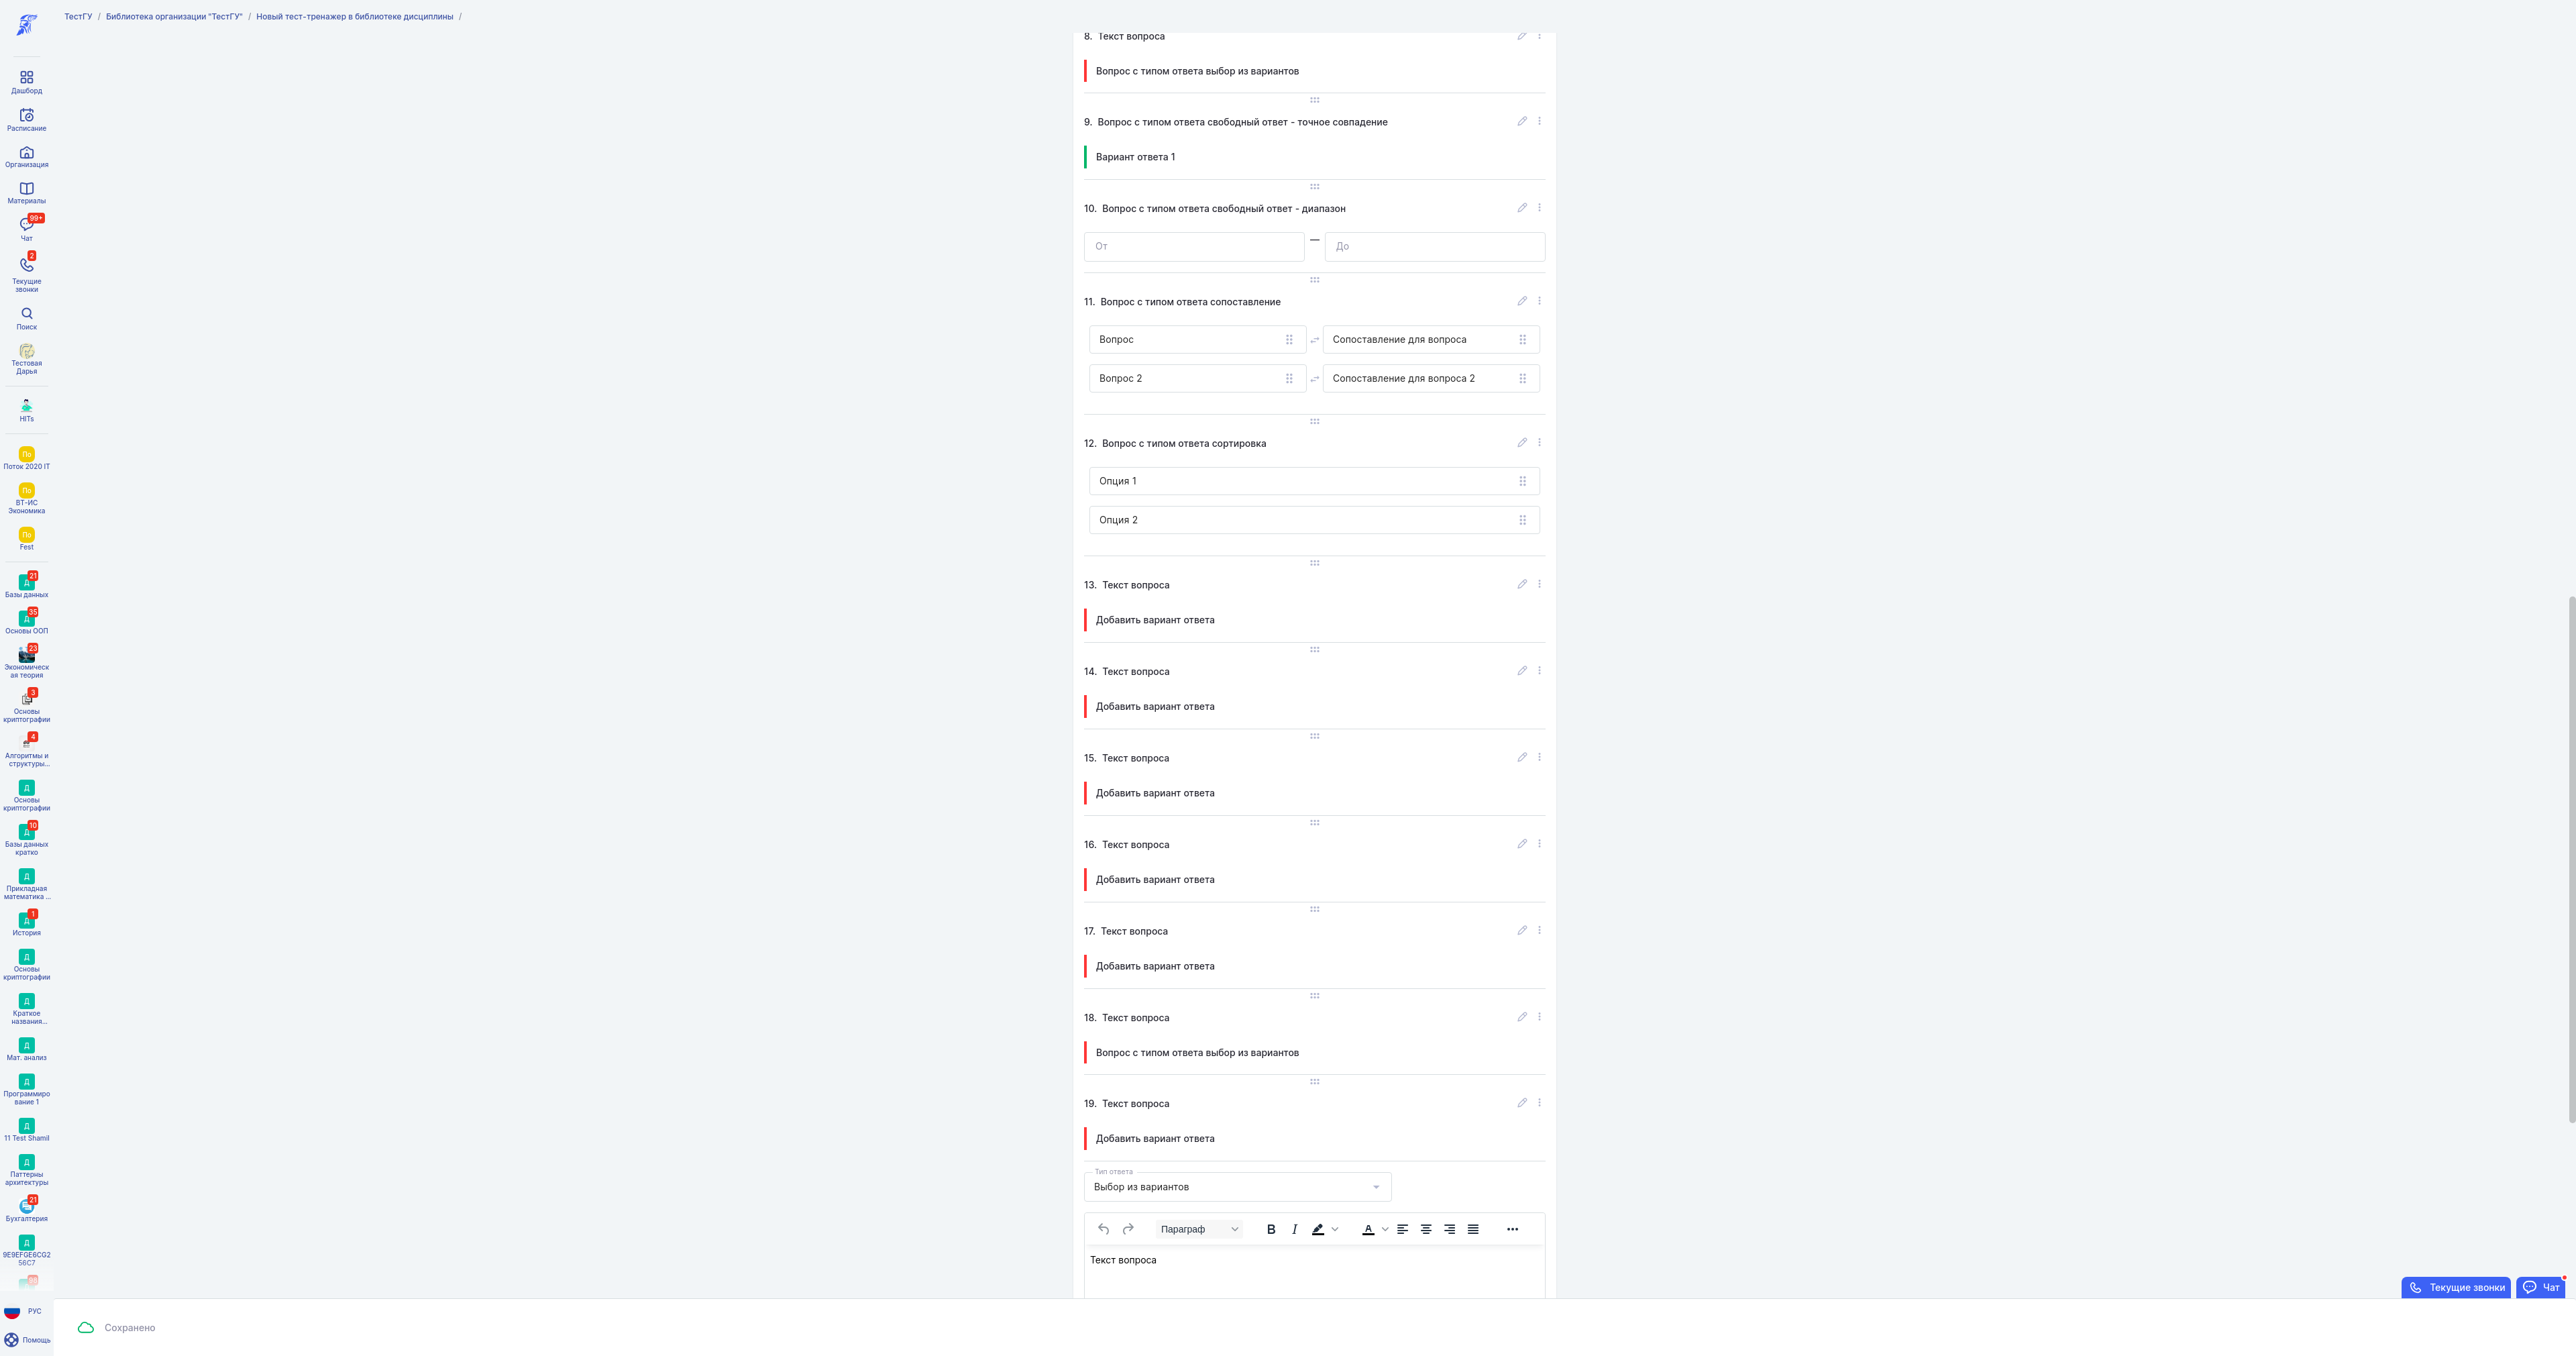 ТестГУ / Библиотека организации "ТестГУ" / Новый тест-тренажер в библиотеке дисциплины /
Дашборд
Расписание
Организация
Материалы
99+
Чат
2
Текущие
звонки
Поиск
Тестовая
Дарья
HITs
По
Поток 2020 IT
По
ВТ-ИС
Экономика
По
Fest
21
Д
Базы данных
35
Д
Основы ООП
23
Экономическ
ая теория
3
Основы
криптографии
4
Алгоритмы и
структуры...
Д
Основы
криптографии
10
Д
Базы данных
кратко
Д
Прикладная
математика ...
1
Д
История
Д
Основы
криптографии
Д
Краткое
названия...
Д
Мат. анализ
Д
Программиро
вание 1
Д
11 Test Shamil
Д
Паттерны
архитектуры
21
Бухгалтерия
Д
9E9EFGE6CG2
56C7
РУС
Помощь
8. Текст вопроса
Вопрос с типом ответа выбор из вариантов
9. Вопрос с типом ответа свободный ответ - точное совпадение
Вариант ответа 1
10. Вопрос с типом ответа свободный ответ - диапазон
От — До
11. Вопрос с типом ответа сопоставление
Вопрос Сопоставление для вопроса
Вопрос 2 Сопоставление для вопроса 2
12. Вопрос с типом ответа сортировка
Опция 1
Опция 2
13. Текст вопроса
Добавить вариант ответа
14. Текст вопроса
Добавить вариант ответа
15. Текст вопроса
Добавить вариант ответа
16. Текст вопроса
Добавить вариант ответа
17. Текст вопроса
Добавить вариант ответа
18. Текст вопроса
Вопрос с типом ответа выбор из вариантов
19. Текст вопроса
Добавить вариант ответа
Тип ответа
Выбор из вариантов
Параграф B I A
Текст вопроса
Текущие звонки Чат
Сохранено